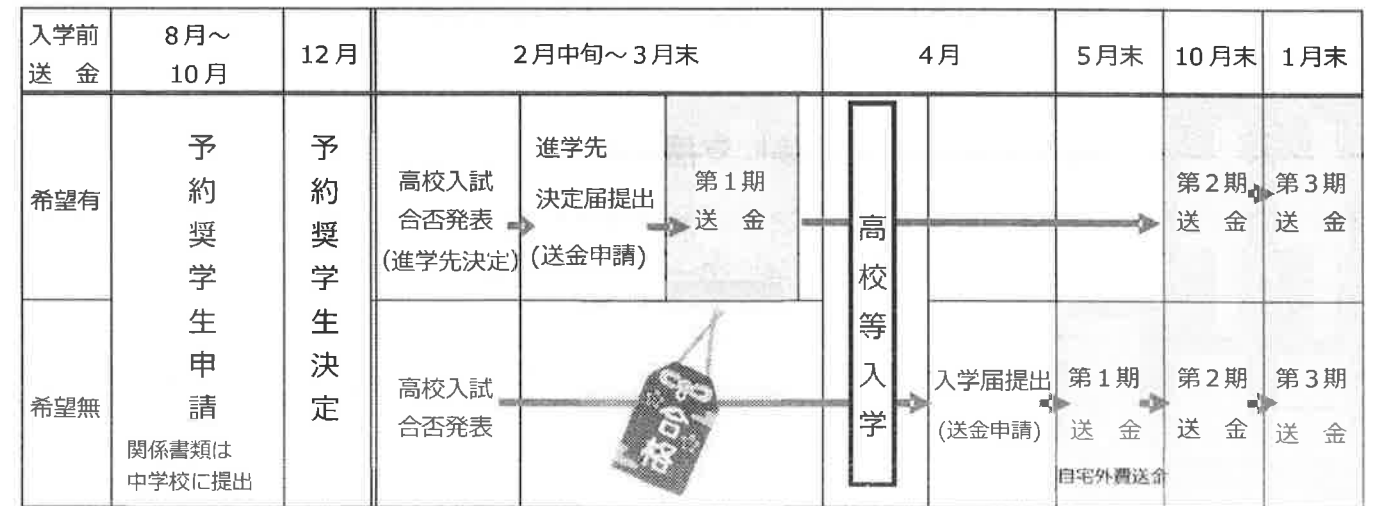 入学前
送　金
8月～
10月
12月
2月中旬～3月末
4月
5月末
10月末
1月末
希望有
希望無
予約奨学生申請
関係書類は
中学校に提出
予約奨学生決定
高校入試
合否発表
(進学先決定)
進学先
決定届提出
(送金申請)
第1期
送　金
高校等入学
第2期
送　金
第3期
送　金
高校入試
合否発表
合格
入学届提出
(送金申請)
第1期
送　金
自宅外費送金
第2期
送　金
第3期
送　金